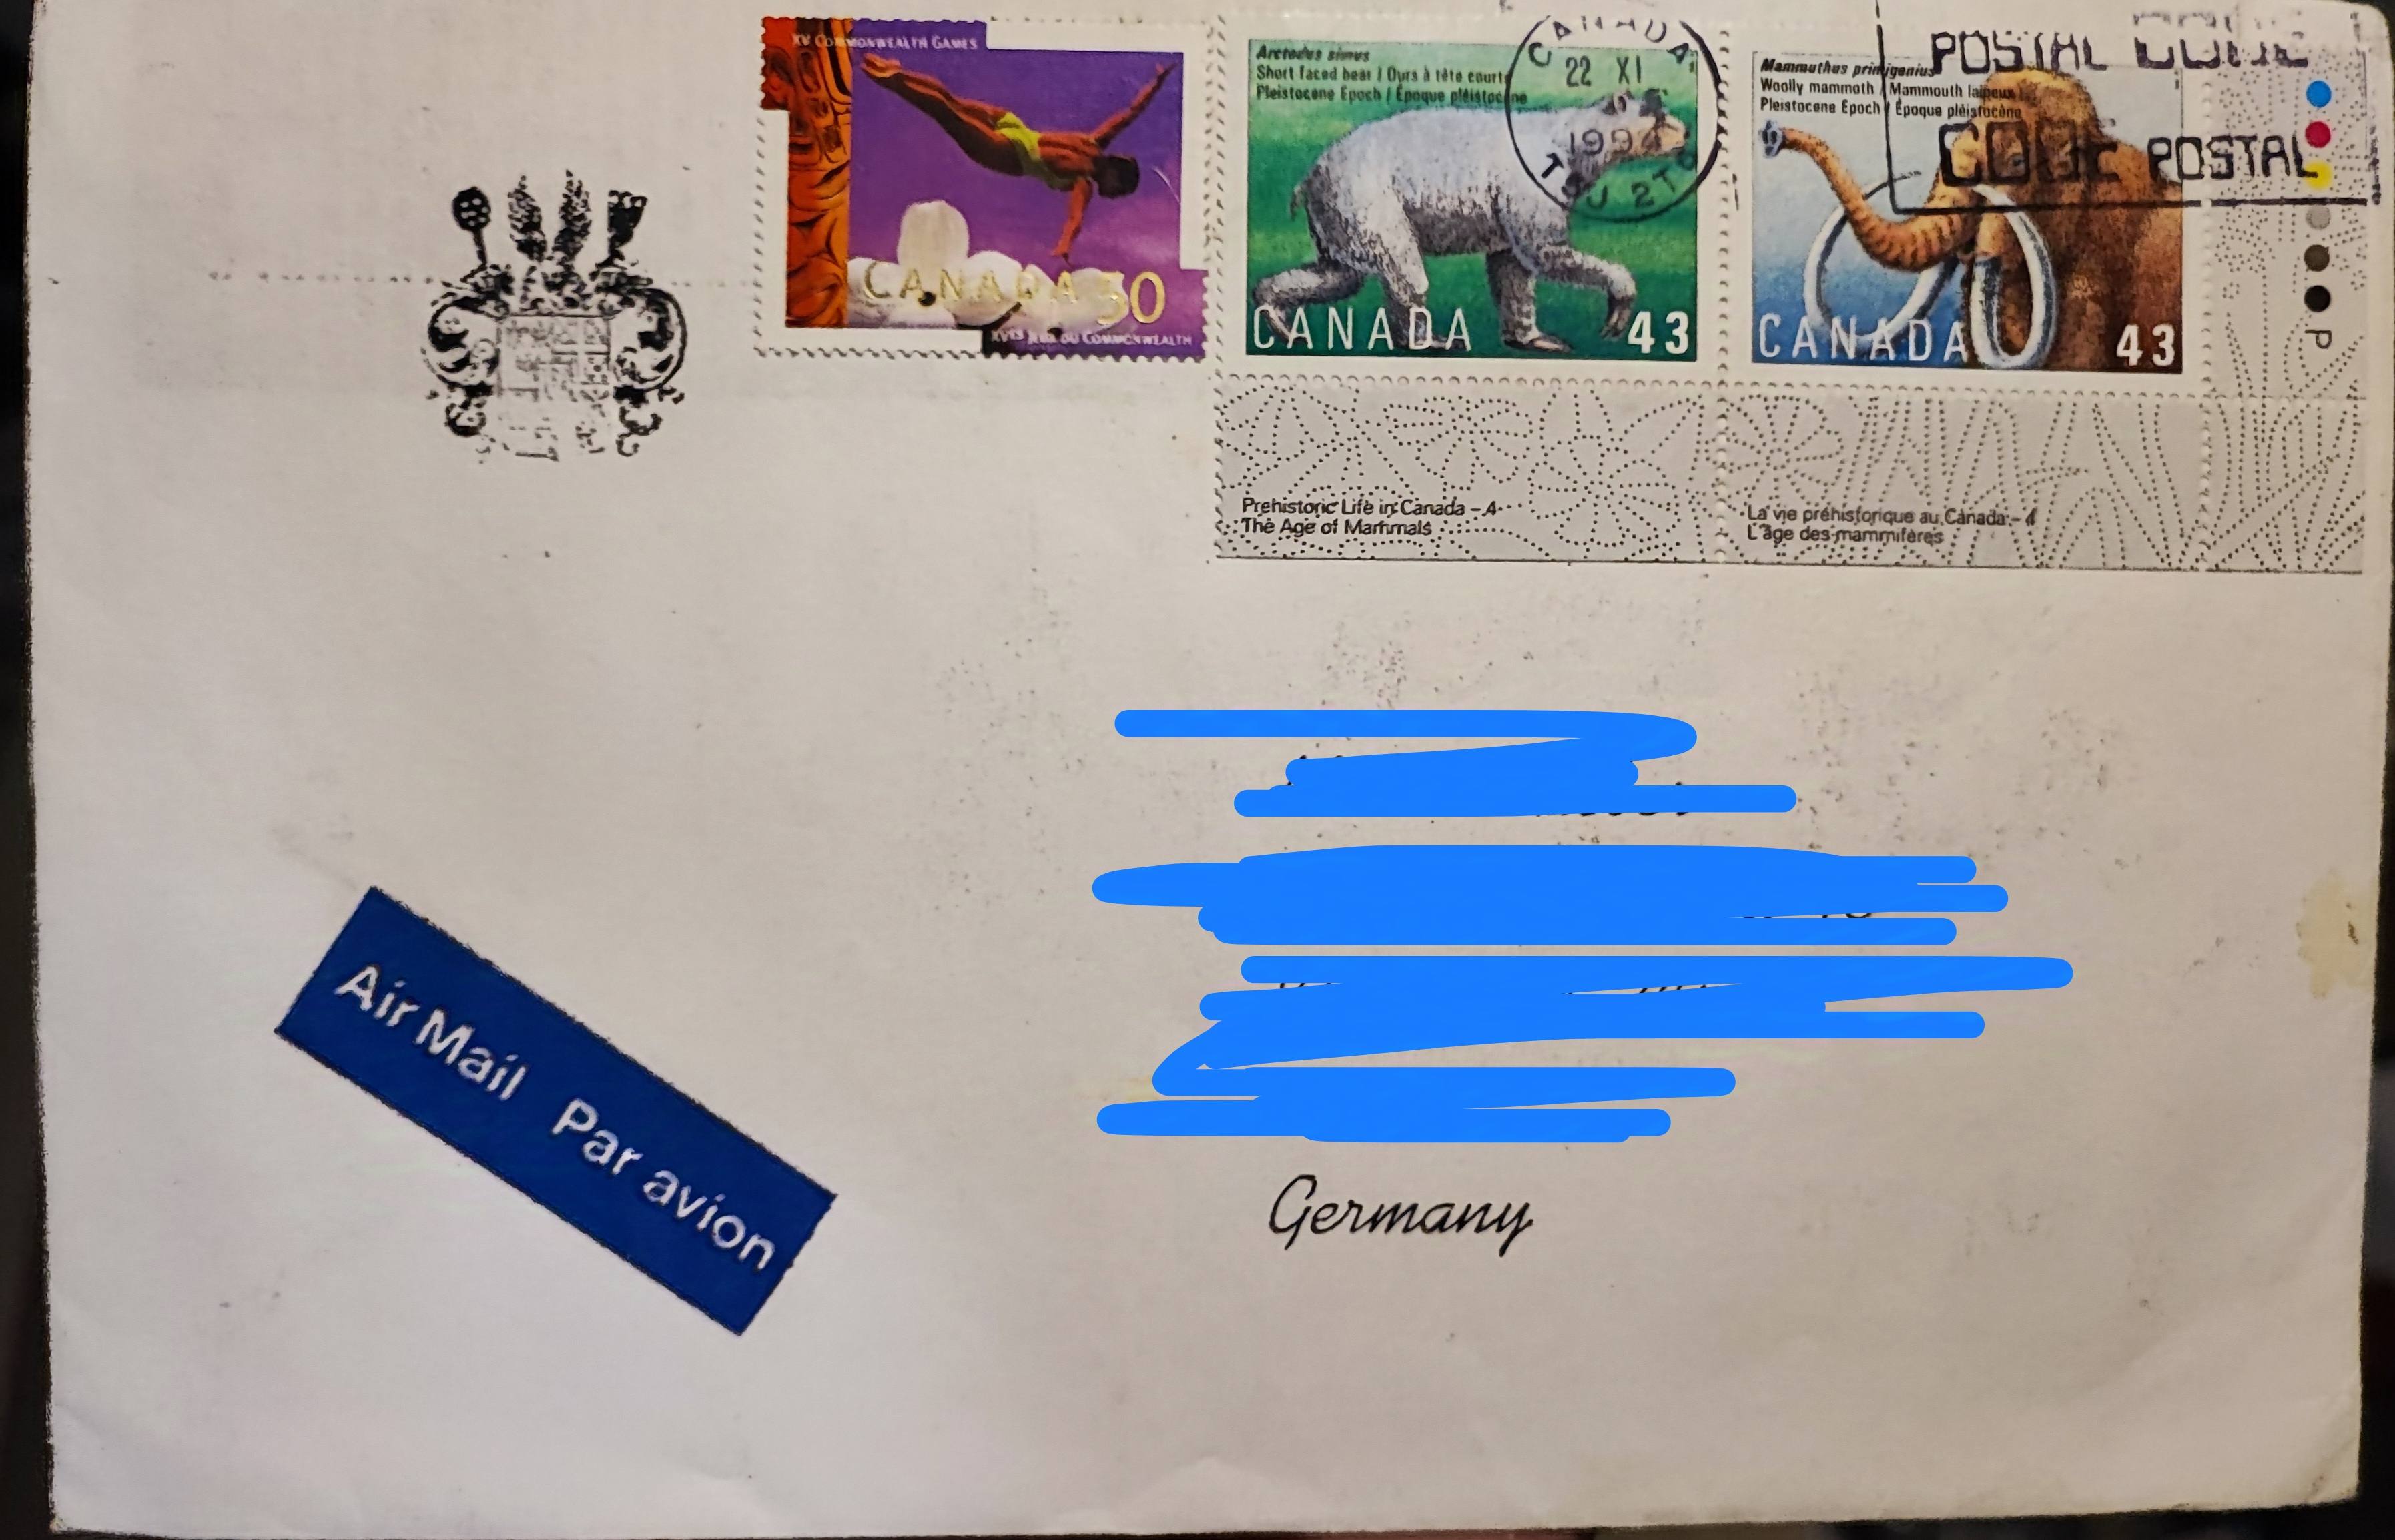 XV COMMONWEALTH GAMES
CANADA 50
XVes JEUX DU COMMONWEALTH
Arctodus simus
Short faced bear / Ours à tête courte
Pleistocene Epoch / Époque pléistocène
CANADA 43
CANADA
22 XI
1994
Mammuthus primigenius
Woolly mammoth / Mammouth laineux
Pleistocene Epoch / Époque pléistocène
CANADA 43
POSTAL CODE
CODE POSTAL
P
Prehistoric Life in Canada – 4
The Age of Mammals
La vie préhistorique au Canada – 4
L'âge des mammifères
Air Mail Par avion
Germany